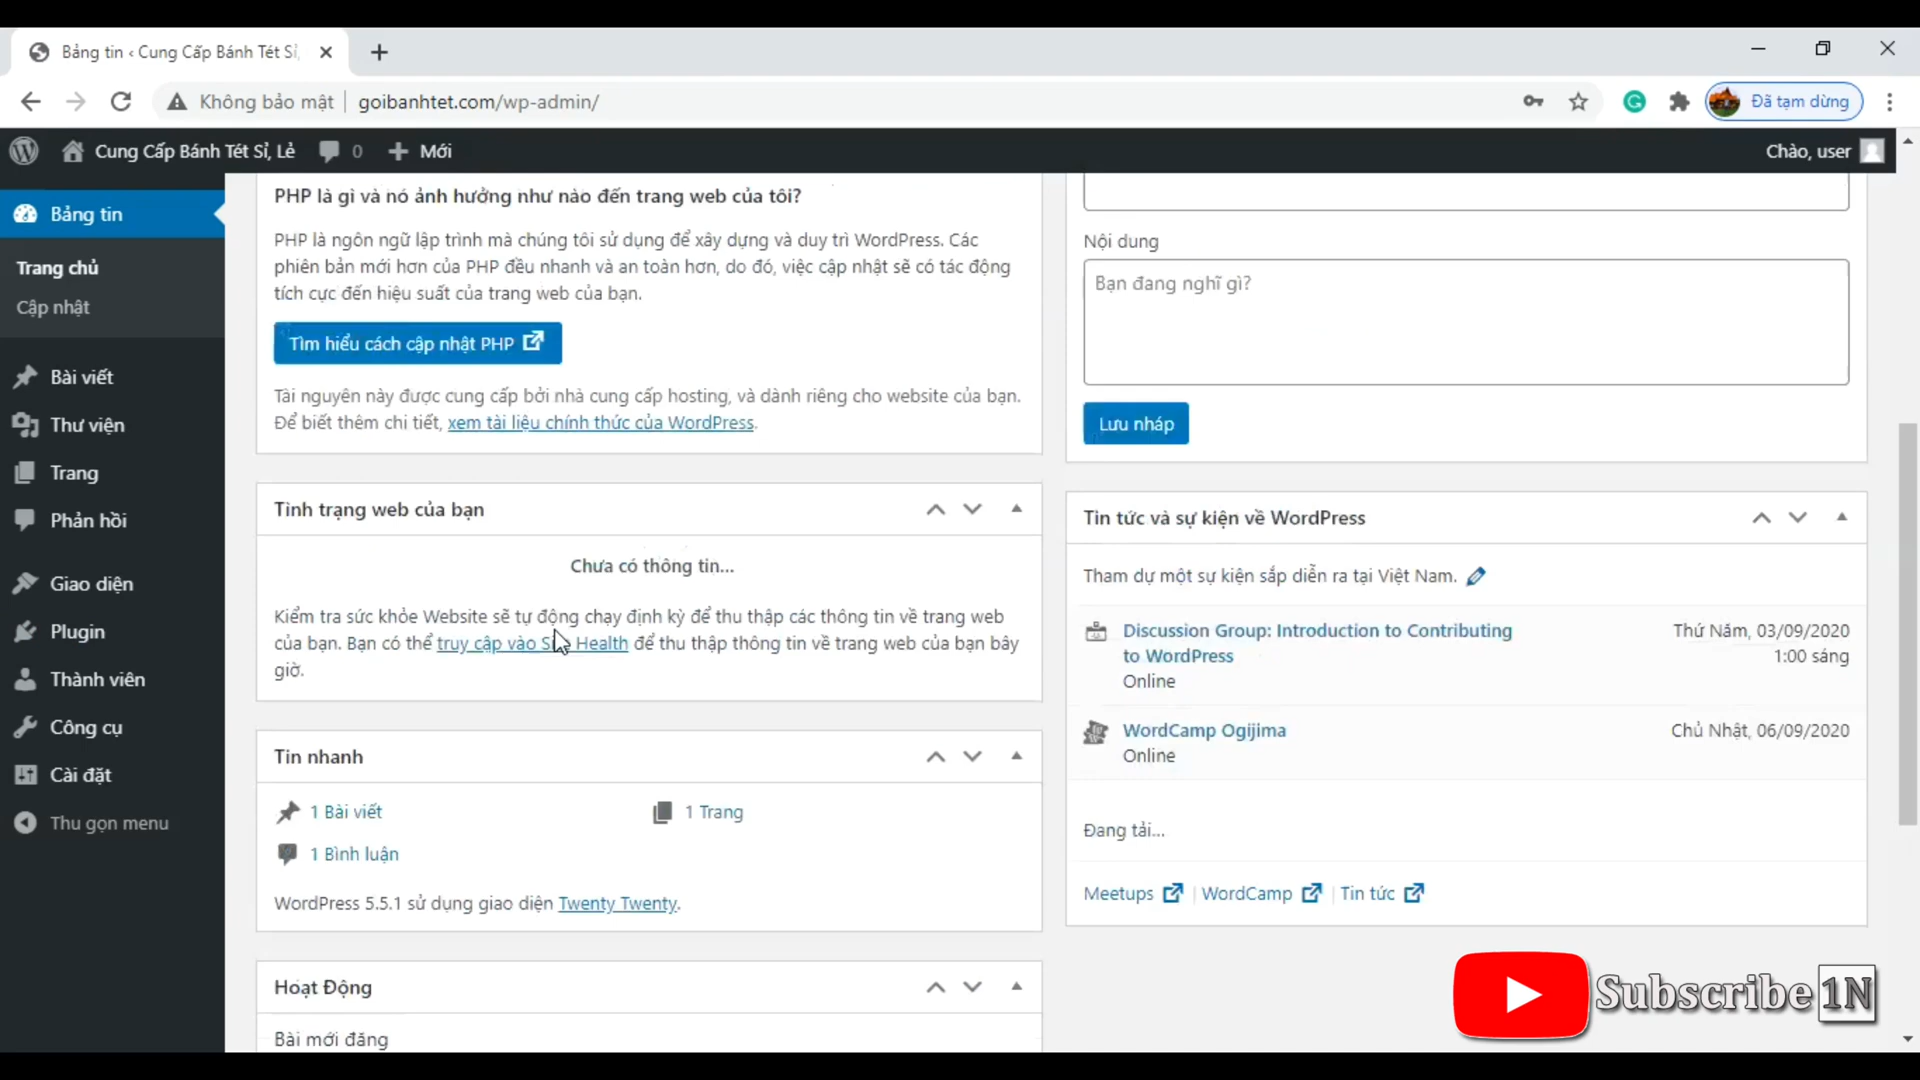 Bảng tin ‹ Cung Cấp Bánh Tét Sỉ,
Không bảo mật
goibanhtet.com/wp-admin/
Đã tạm dừng
Cung Cấp Bánh Tét Sỉ, Lẻ
0
Mới
Chào, user
Bảng tin
Trang chủ
Cập nhật
Bài viết
Thư viện
Trang
Phản hồi
Giao diện
Plugin
Thành viên
Công cụ
Cài đặt
Thu gọn menu
PHP là gì và nó ảnh hưởng như nào đến trang web của tôi?
PHP là ngôn ngữ lập trình mà chúng tôi sử dụng để xây dựng và duy trì WordPress. Các
phiên bản mới hơn của PHP đều nhanh và an toàn hơn, do đó, việc cập nhật sẽ có tác động
tích cực đến hiệu suất của trang web của bạn.
Tìm hiểu cách cập nhật PHP
Tài nguyên này được cung cấp bởi nhà cung cấp hosting, và dành riêng cho website của bạn.
Để biết thêm chi tiết, xem tài liệu chính thức của WordPress.
Tình trạng web của bạn
Chưa có thông tin...
Kiểm tra sức khỏe Website sẽ tự động chạy định kỳ để thu thập các thông tin về trang web
của bạn. Bạn có thể truy cập vào Health để thu thập thông tin về trang web của bạn bây
giờ.
Tin nhanh
1 Bài viết
1 Trang
1 Bình luận
WordPress 5.5.1 sử dụng giao diện Twenty Twenty.
Hoạt Động
Bài mới đăng
Nội dung
Bạn đang nghĩ gì?
Lưu nháp
Tin tức và sự kiện về WordPress
Tham dự một sự kiện sắp diễn ra tại Việt Nam.
Discussion Group: Introduction to Contributing
to WordPress
Online
Thứ Năm, 03/09/2020
1:00 sáng
WordCamp Ogijima
Online
Chủ Nhật, 06/09/2020
Đang tải...
Meetups | WordCamp | Tin tức
Subscribe 1N